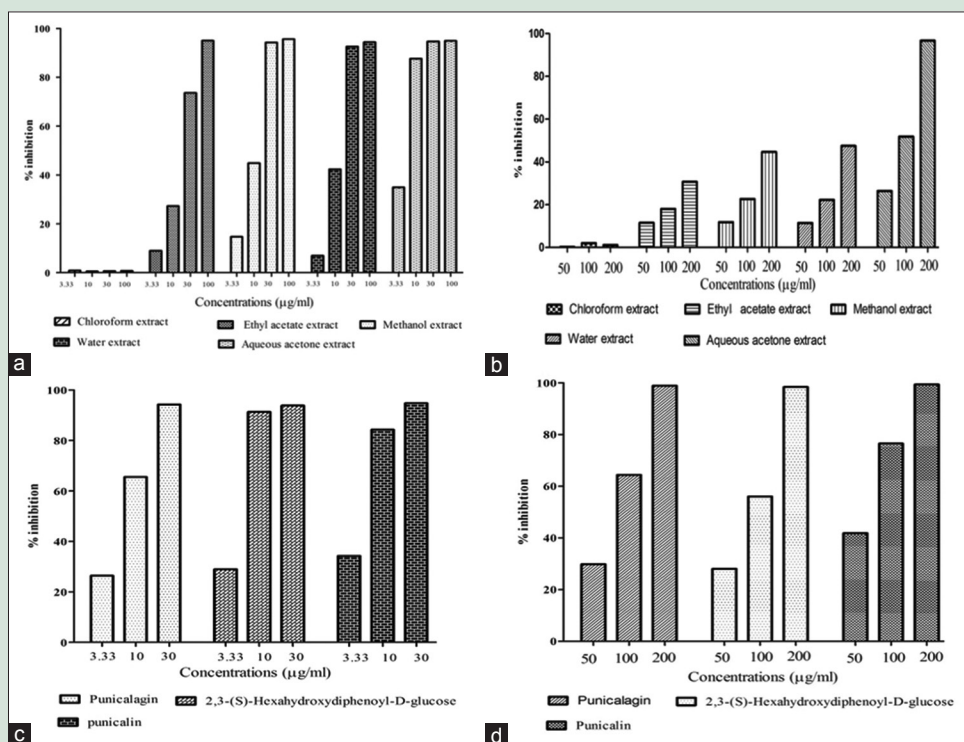 100
80
60
40
20
0
% inhibition
3.33 10 30 100 3.33 10 30 100 3.33 10 30 100 3.33 10 30 100 3.33 10 30 100
Concentrations (µg/ml)
Chloroform extract Ethyl acetate extract Methanol extract
Water extract Aqueous acetone extract
a
100
80
60
40
20
0
% inhibition
50 100 200 50 100 200 50 100 200 50 100 200 50 100 200
Concentrations (µg/ml)
Chloroform extract Ethyl acetate extract Methanol extract
Water extract Aqueous acetone extract
b
100
80
60
40
20
0
% inhibition
3.33 10 30 3.33 10 30 3.33 10 30
Concentrations (µg/ml)
Punicalagin 2,3-(S)-Hexahydroxydiphenoyl-D-glucose
punicalin
c
100
80
60
40
20
0
% inhibition
50 100 200 50 100 200 50 100 200
Concentrations (µg/ml)
Punicalagin 2,3-(S)-Hexahydroxydiphenoyl-D-glucose
Punicalin
d